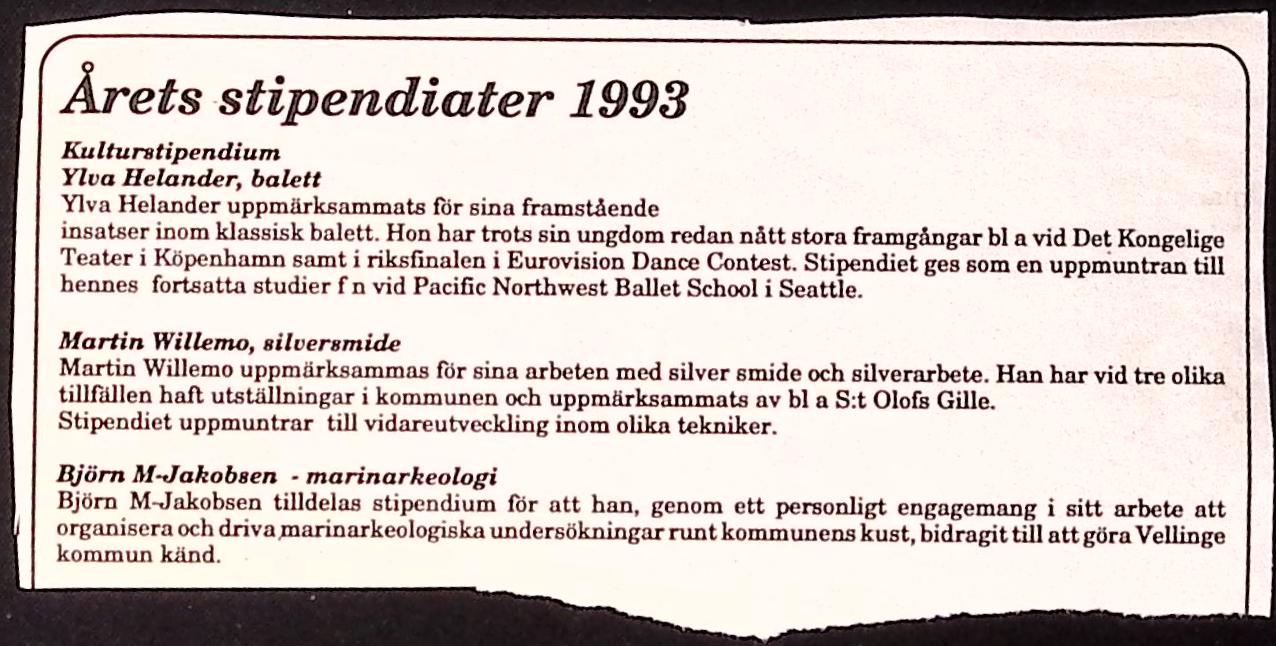 Årets stipendiater 1993
Kulturstipendium
Ylva Helander, balett
Ylva Helander uppmärksammats för sina framstående
insatser inom klassisk balett. Hon har trots sin ungdom redan nått stora framgångar bl a vid Det Kongelige
Teater i Köpenhamn samt i riksfinalen i Eurovision Dance Contest. Stipendiet ges som en uppmuntran till
hennes fortsatta studier f n vid Pacific Northwest Ballet School i Seattle.
Martin Willemo, silversmide
Martin Willemo uppmärksammas för sina arbeten med silver smide och silverarbete. Han har vid tre olika
tillfällen haft utställningar i kommunen och uppmärksammats av bl a S:t Olofs Gille.
Stipendiet uppmuntrar till vidareutveckling inom olika tekniker.
Björn M-Jakobsen - marinarkeologi
Björn M-Jakobsen tilldelas stipendium för att han, genom ett personligt engagemang i sitt arbete att
organisera och driva marinarkeologiska undersökningar runt kommunens kust, bidragit till att göra Vellinge
kommun känd.